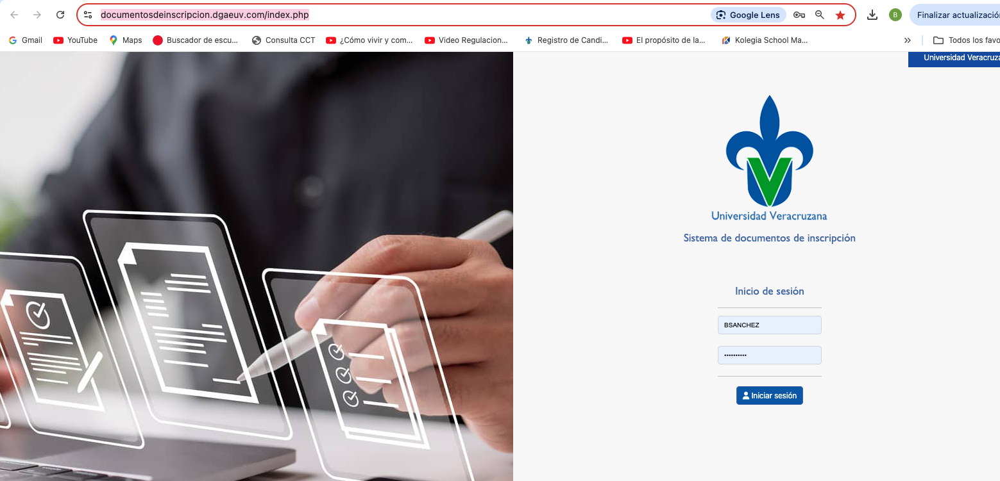 documentosdeinscripcion.dgaeuv.com/index.php
Google Lens
B
Finalizar actualizació
Gmail
YouTube
Maps
Buscador de escu...
Consulta CCT
¿Cómo vivir y com...
Video Regulacion...
Registro de Candi...
El propósito de la...
Kolegia School Ma...
»
Todos los favo
Universidad Veracruza
V
Universidad Veracruzana
Sistema de documentos de inscripción
Inicio de sesión
BSANCHEZ
••••••••••
Iniciar sesión